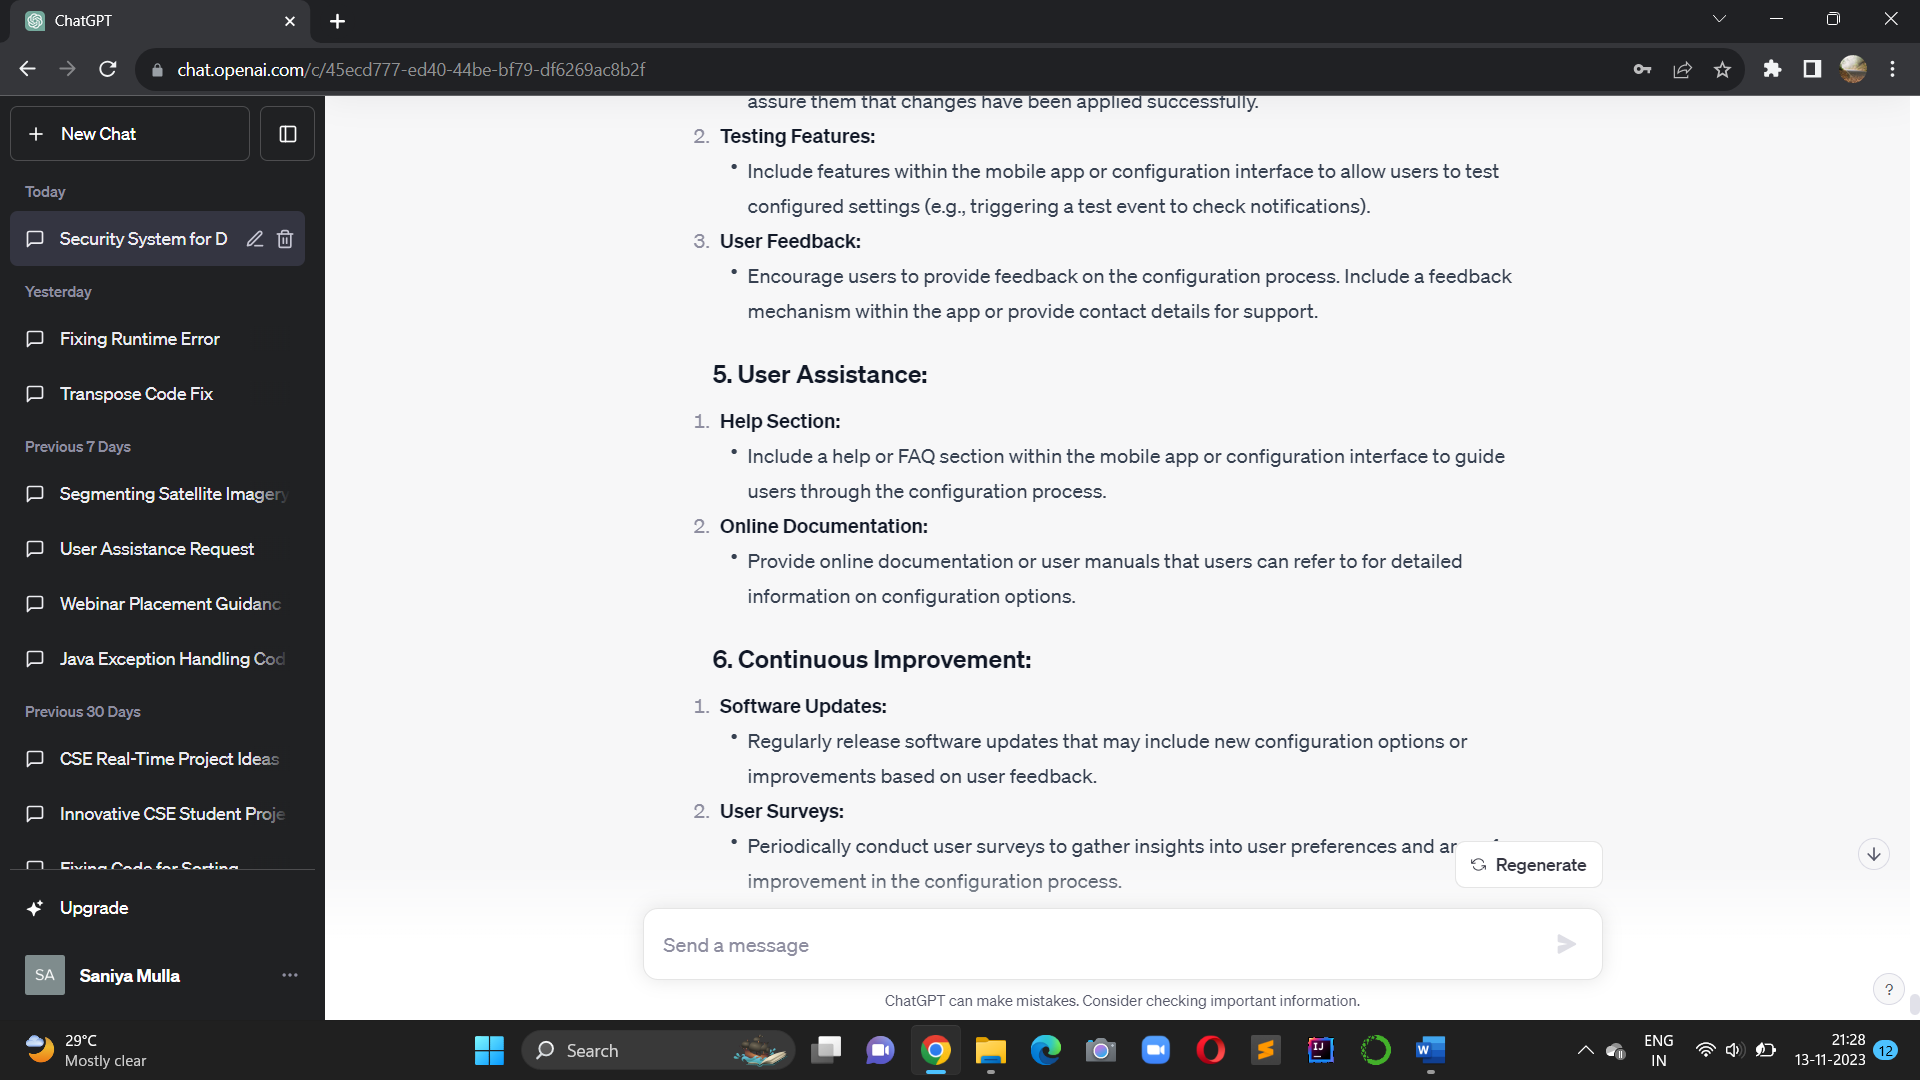 ChatGPT
chat.openai.com/c/45ecd777-ed40-44be-bf79-df6269ac8b2f
New Chat
Today
Security System for D
Yesterday
Fixing Runtime Error
Transpose Code Fix
Previous 7 Days
Segmenting Satellite Imagery
User Assistance Request
Webinar Placement Guidanc
Java Exception Handling Cod
Previous 30 Days
CSE Real-Time Project Ideas
Innovative CSE Student Proje
Fixing Code for Sorting
Upgrade
SA
Saniya Mulla
assure them that changes have been applied successfully.
2. Testing Features:
• Include features within the mobile app or configuration interface to allow users to test
configured settings (e.g., triggering a test event to check notifications).
3. User Feedback:
• Encourage users to provide feedback on the configuration process. Include a feedback
mechanism within the app or provide contact details for support.
5. User Assistance:
1. Help Section:
• Include a help or FAQ section within the mobile app or configuration interface to guide
users through the configuration process.
2. Online Documentation:
• Provide online documentation or user manuals that users can refer to for detailed
information on configuration options.
6. Continuous Improvement:
1. Software Updates:
• Regularly release software updates that may include new configuration options or
improvements based on user feedback.
2. User Surveys:
• Periodically conduct user surveys to gather insights into user preferences and
improvement in the configuration process.
Regenerate
Send a message
ChatGPT can make mistakes. Consider checking important information.
?
29°C
Mostly clear
Search
ENG
IN
21:28
13-11-2023
12